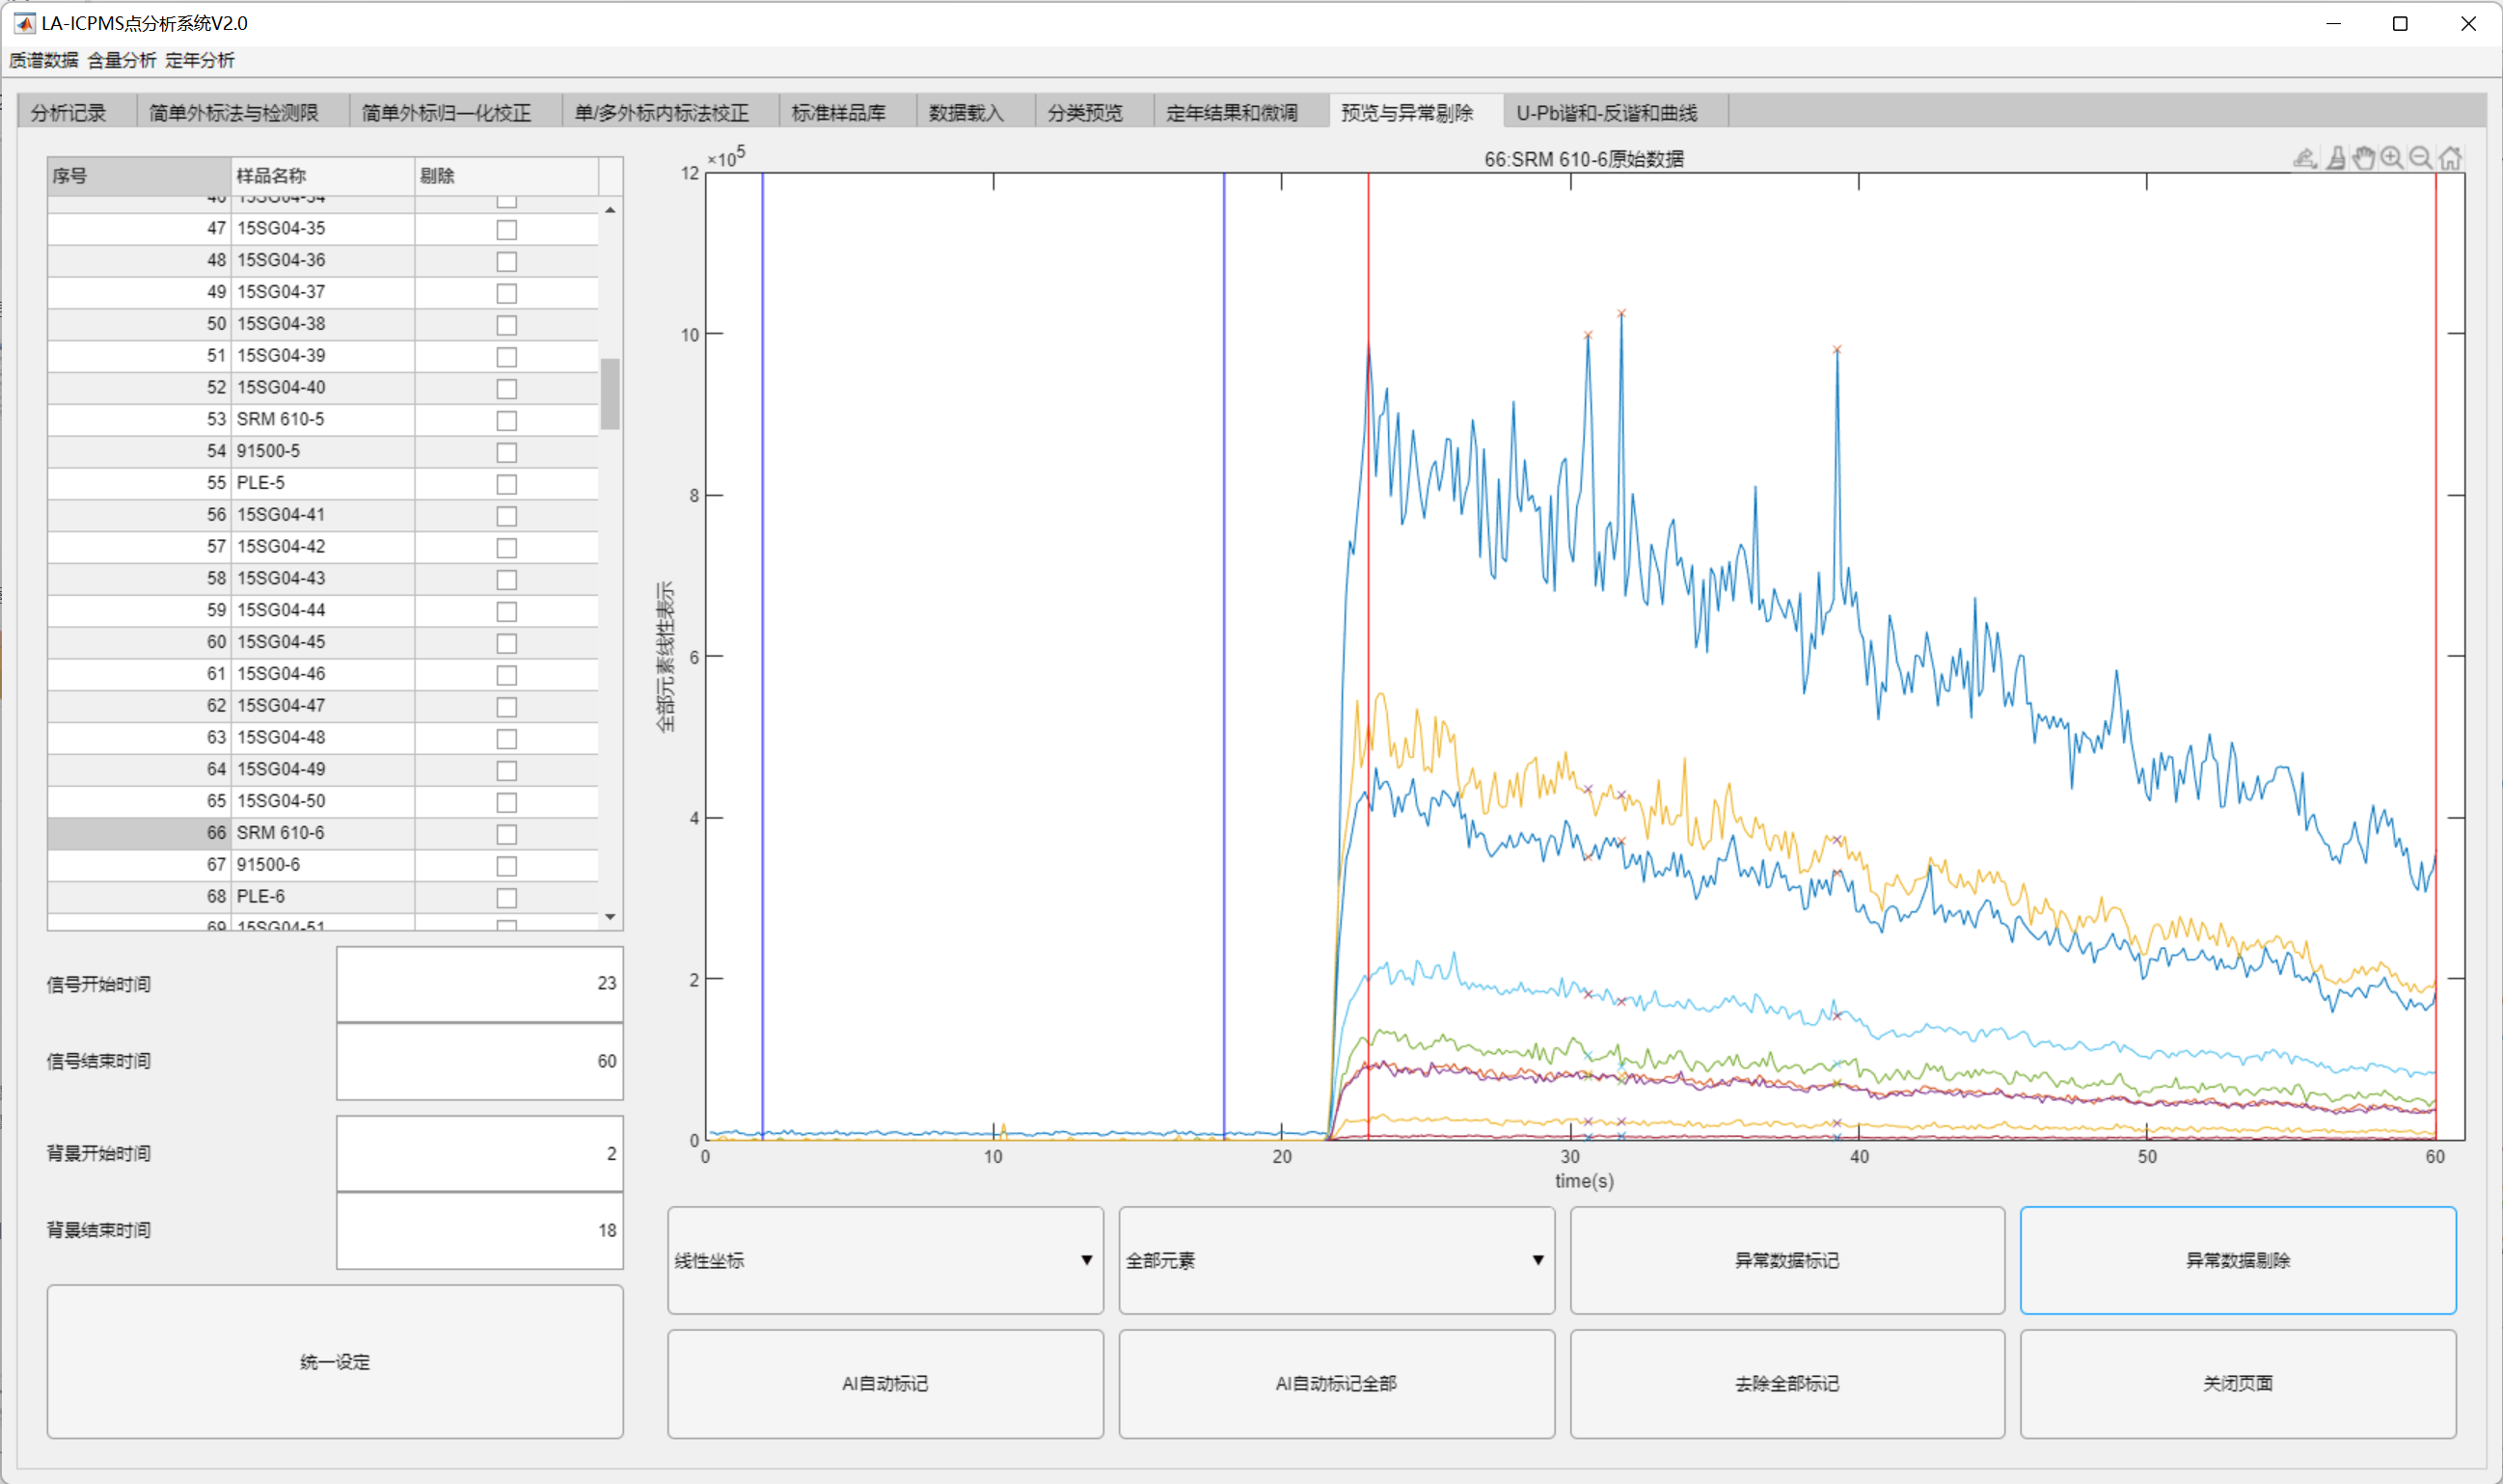 LA-ICPMS点分析系统V2.0
质谱数据 含量分析 定年分析
分析记录 简单外标法与检测限 简单外标归一化校正 单/多外标内标法校正 标准样品库 数据载入 分类预览 定年结果和微调 预览与异常剔除 U-Pb谐和-反谐和曲线
序号 样品名称 剔除
46 15SG04-34
47 15SG04-35
48 15SG04-36
49 15SG04-37
50 15SG04-38
51 15SG04-39
52 15SG04-40
53 SRM 610-5
54 91500-5
55 PLE-5
56 15SG04-41
57 15SG04-42
58 15SG04-43
59 15SG04-44
60 15SG04-45
61 15SG04-46
62 15SG04-47
63 15SG04-48
64 15SG04-49
65 15SG04-50
66 SRM 610-6
67 91500-6
68 PLE-6
69 15SG04-51
信号开始时间 23
信号结束时间 60
背景开始时间 2
背景结束时间 18
统一设定
66:SRM 610-6原始数据
×10⁵
12
10
8
6
4
2
0
全部元素线性表示
0 10 20 30 40 50 60
time(s)
线性坐标 全部元素 异常数据标记 异常数据剔除
AI自动标记 AI自动标记全部 去除全部标记 关闭页面